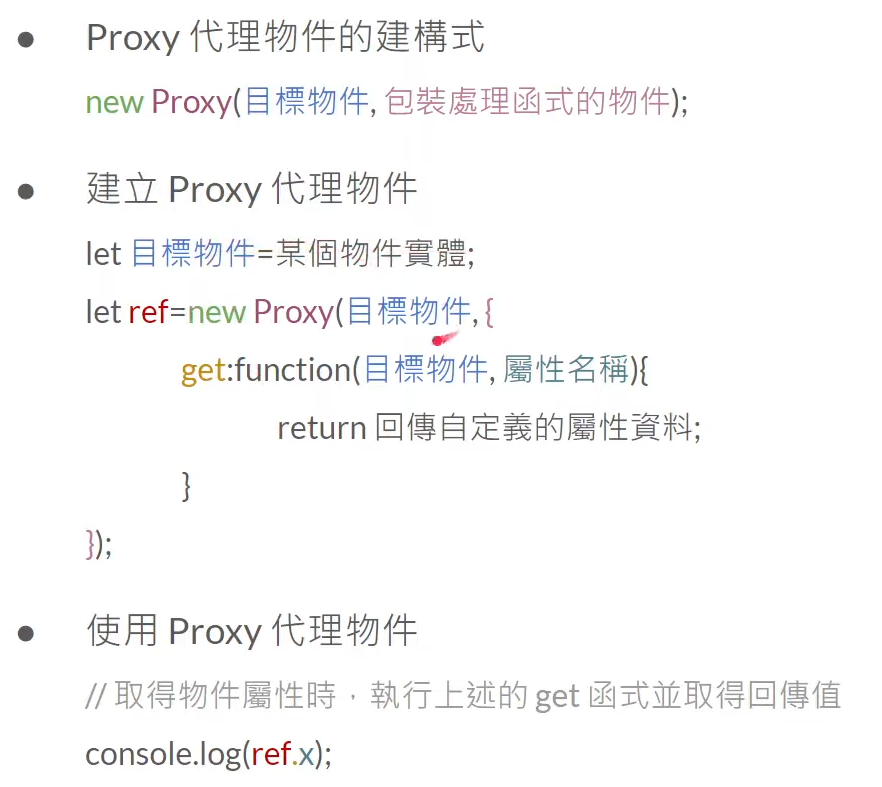 ● Proxy 代理物件的建構式
new Proxy(目標物件, 包裝處理函式的物件);
● 建立 Proxy 代理物件
let 目標物件=某個物件實體;
let ref=new Proxy(目標物件, {
get:function(目標物件, 屬性名稱){
return 回傳自定義的屬性資料;
}
});
● 使用 Proxy 代理物件
// 取得物件屬性時，執行上述的 get 函式並取得回傳值
console.log(ref.x);